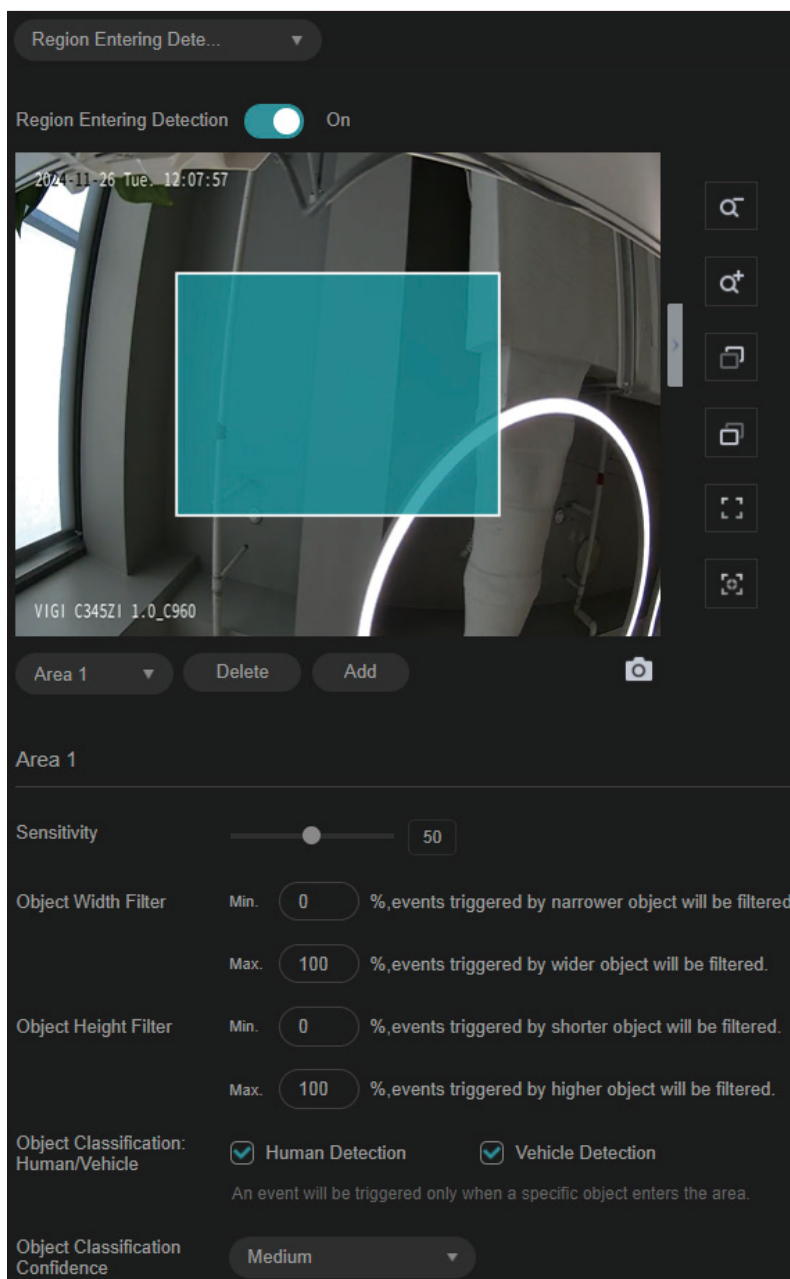 Region Entering Dete...
Region Entering Detection On
2024-11-26 Tue. 12:07:57
VIGI C345ZI 1.0_C960
Area 1 Delete Add
Area 1
Sensitivity 50
Object Width Filter Min. 0 %,events triggered by narrower object will be filtered
Max. 100 %,events triggered by wider object will be filtered.
Object Height Filter Min. 0 %,events triggered by shorter object will be filtered.
Max. 100 %,events triggered by higher object will be filtered.
Object Classification:
Human/Vehicle Human Detection Vehicle Detection
An event will be triggered only when a specific object enters the area.
Object Classification
Confidence Medium